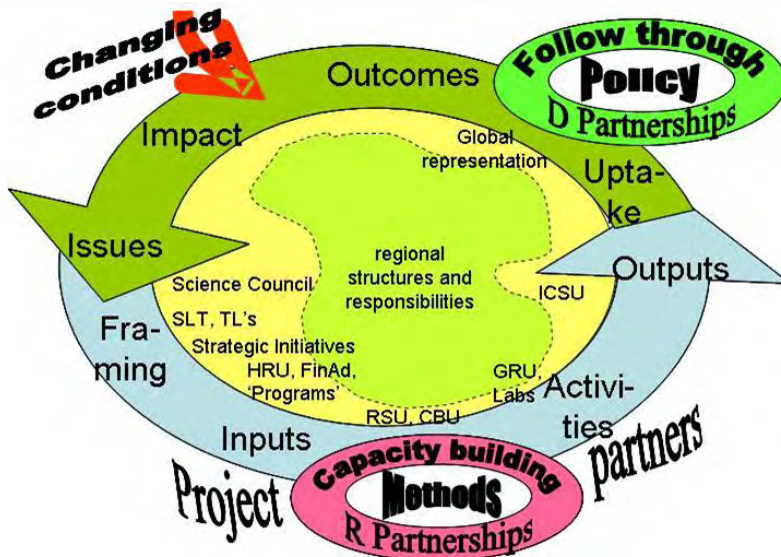 Changing
conditions
Outcomes
Follow through
Policy
D Partnerships
Impact
Global
representation
Upta-
ke
Issues
regional
structures and
responsibilities
Outputs
Science Council
ICSU
SLT, TL's
Fra-
ming
Strategic Initiatives
HRU, FinAd,
'Programs'
GRU,
Labs
Activi-
ties
RSU, CBU
Inputs
Project
partners
Capacity building
Methods
R Partnerships